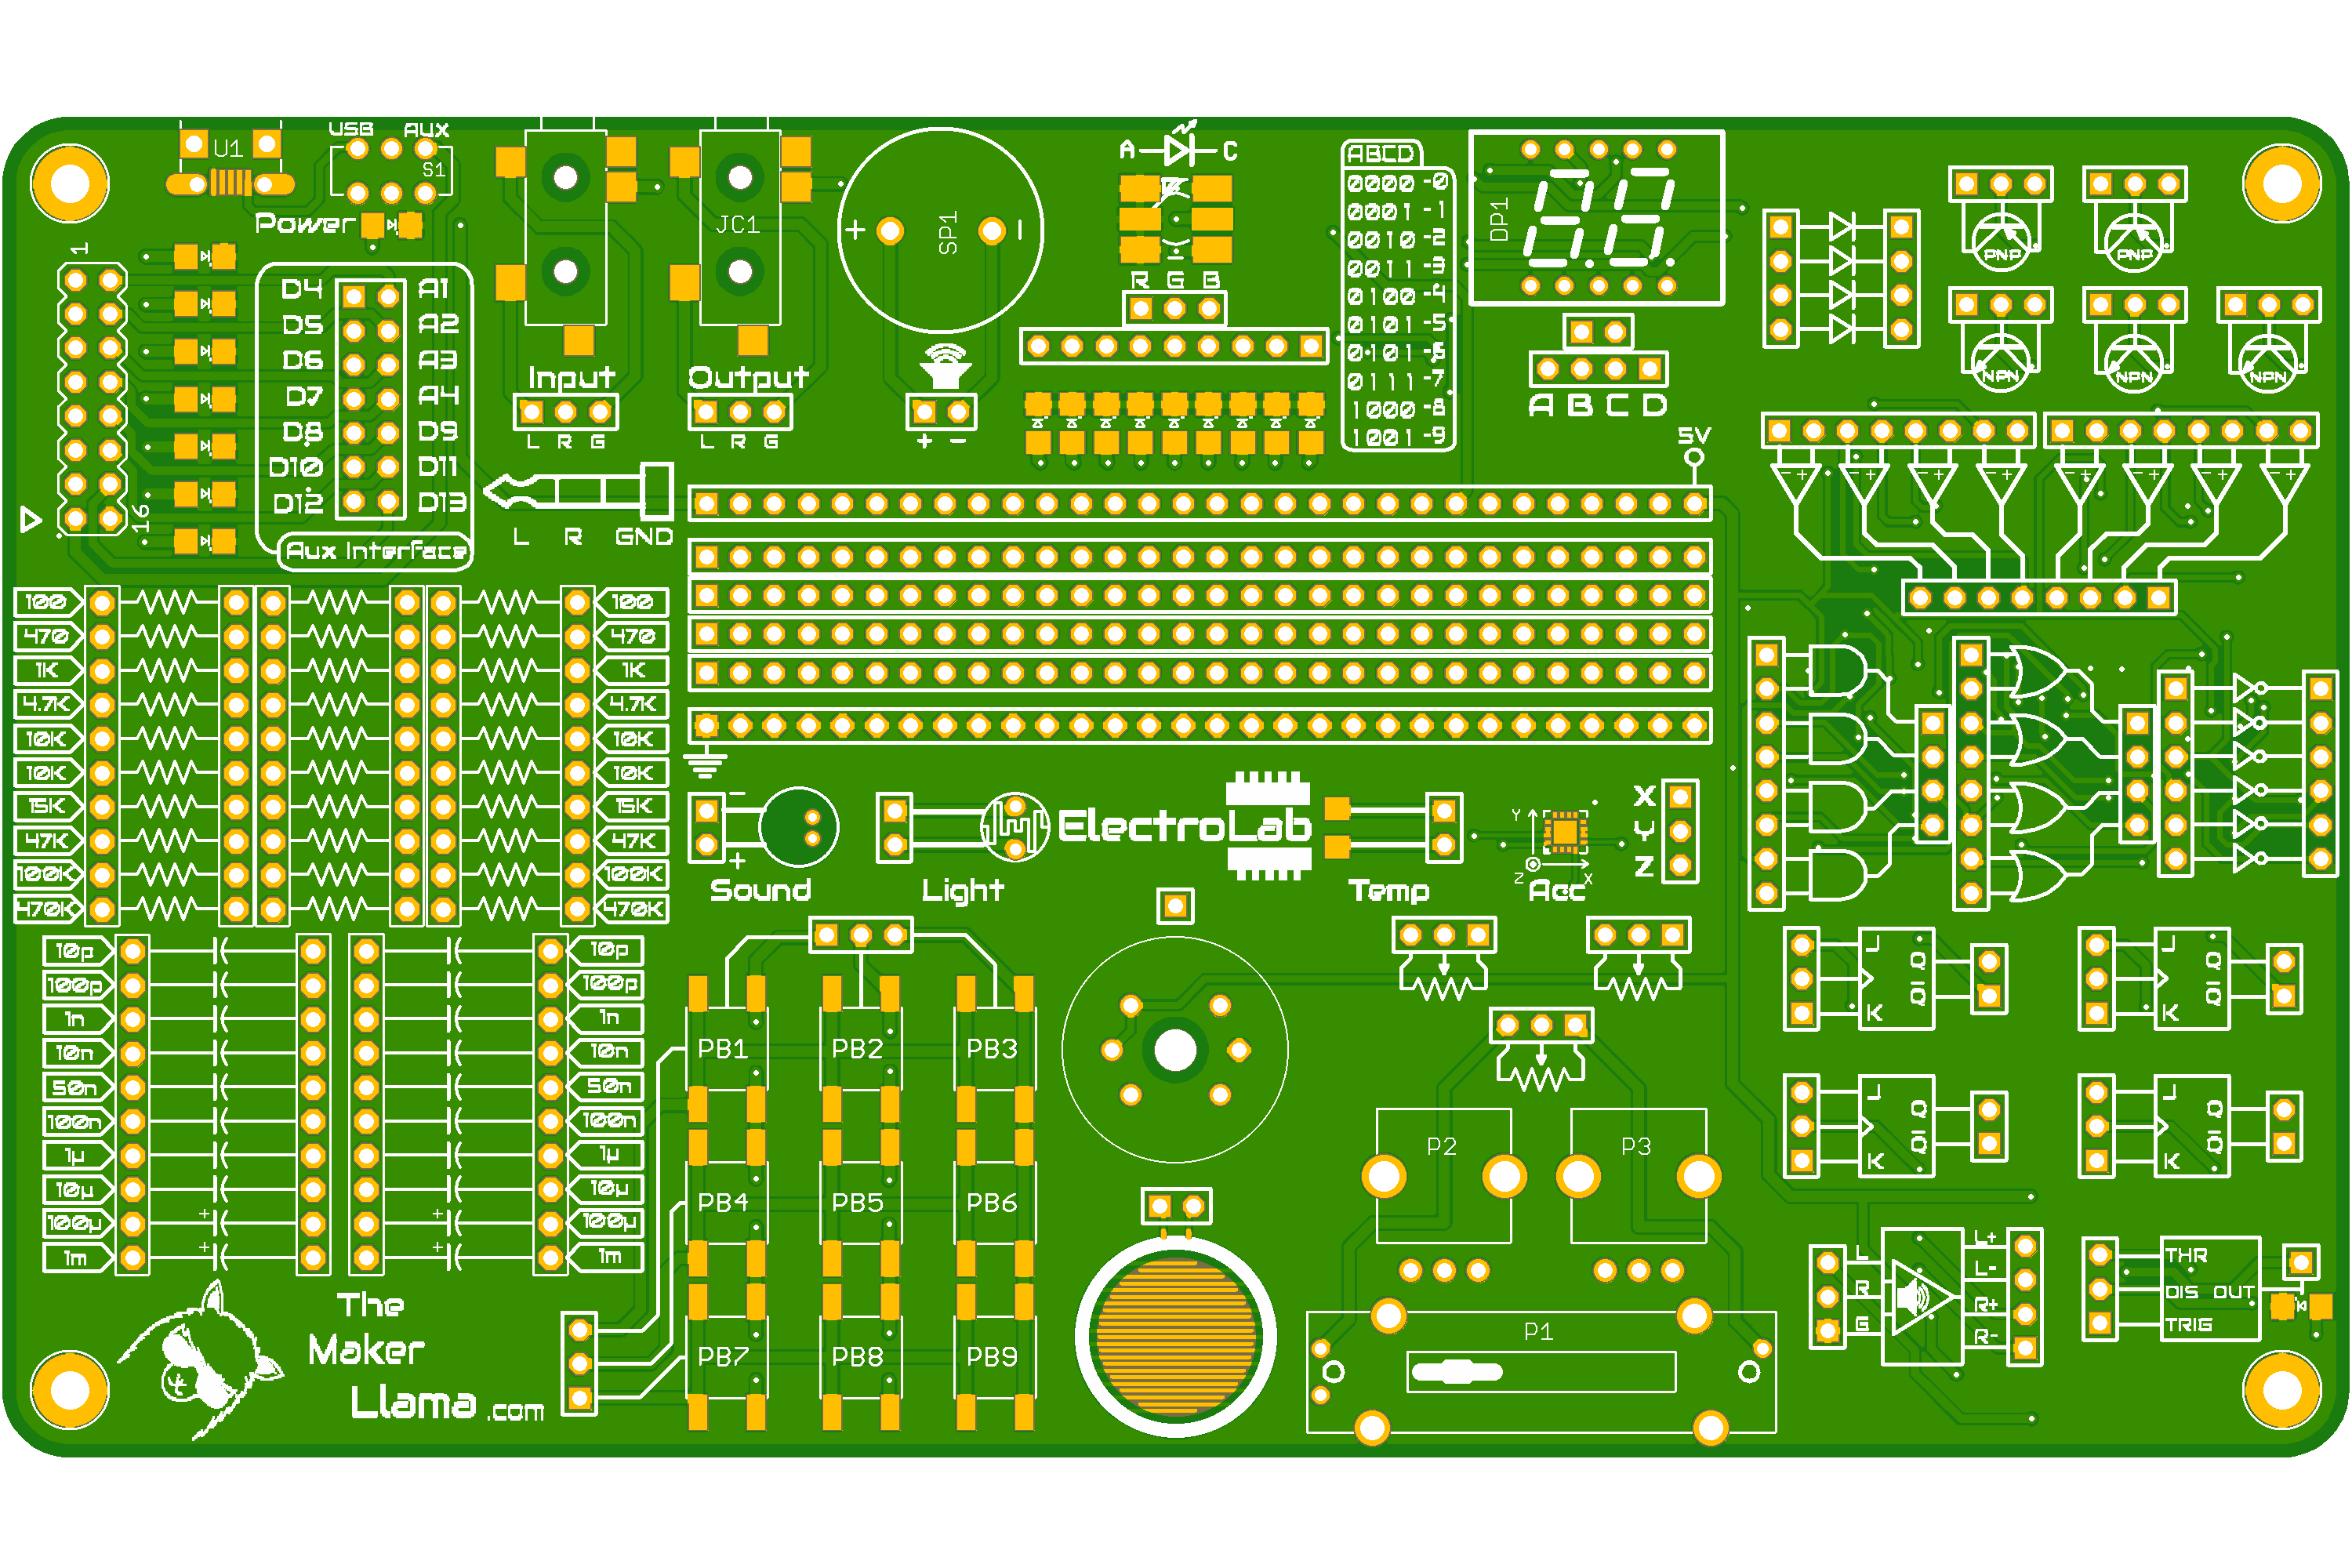 USB AUX
U1
S1
Power
1
16
D4 A1
D5 A2
D6 A3
D7 A4
D8 D9
D10 D11
D12 D13
Aux Interface
Input
L R G
JC1
Output
L R G
L R GND
+ SP1 -
+ -
A C
R G B
ABCD
0000 -0
0001 -1
0010 -2
0011 -3
0100 -4
0101 -5
0101 -6
0111 -7
1000 -8
1001 -9
DP1
A B C D
5V
PNP PNP
NPN NPN NPN
- + - + - + - + - + - + - + - +
100 100
470 470
1K 1K
4.7K 4.7K
10K 10K
10K 10K
15K 15K
47K 47K
100K 100K
470K 470K
10p 10p
100p 100p
1n 1n
10n 10n
50n 50n
100n 100n
1µ 1µ
10µ 10µ
100µ + + 100µ
1m + + 1m
-
+
Sound
Light
ElectroLab
Temp
Y
Z X
Acc
X
Y
Z
PB1 PB2 PB3
PB4 PB5 PB6
PB7 PB8 PB9
P2 P3
P1
J Q
K Q
J Q
K Q
J Q
K Q
J Q
K Q
L L+
L-
R R+
G R-
THR
DIS OUT
TRIG
The
Maker
Llama .com